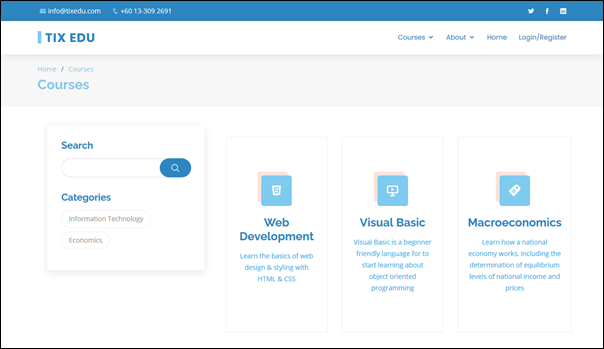 info@tixedu.com +60 13-309 2691
TIX EDU
Courses About Home Login/Register
Home / Courses
Courses
Search
Categories
Information Technology
Economics
Web
Development
Learn the basics of web
design & styling with
HTML & CSS
Visual Basic
Visual Basic is a beginner
friendly language for to
start learning about
object oriented
programming
Macroeconomics
Learn how a national
economy works, including the
determination of equilibrium
levels of national income and
prices